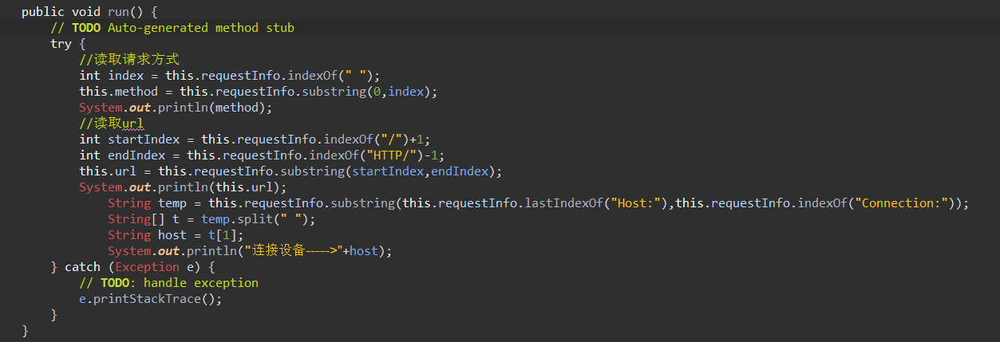 public void run() {
    // TODO Auto-generated method stub
    try {
        //读取请求方式
        int index = this.requestInfo.indexOf(" ");
        this.method = this.requestInfo.substring(0,index);
        System.out.println(method);
        //读取url
        int startIndex = this.requestInfo.indexOf("/")+1;
        int endIndex = this.requestInfo.indexOf("HTTP/")-1;
        this.url = this.requestInfo.substring(startIndex,endIndex);
        System.out.println(this.url);
            String temp = this.requestInfo.substring(this.requestInfo.lastIndexOf("Host:"),this.requestInfo.indexOf("Connection:"));
            String[] t = temp.split(" ");
            String host = t[1];
            System.out.println("连接设备----->"+host);
    } catch (Exception e) {
        // TODO: handle exception
        e.printStackTrace();
    }
}